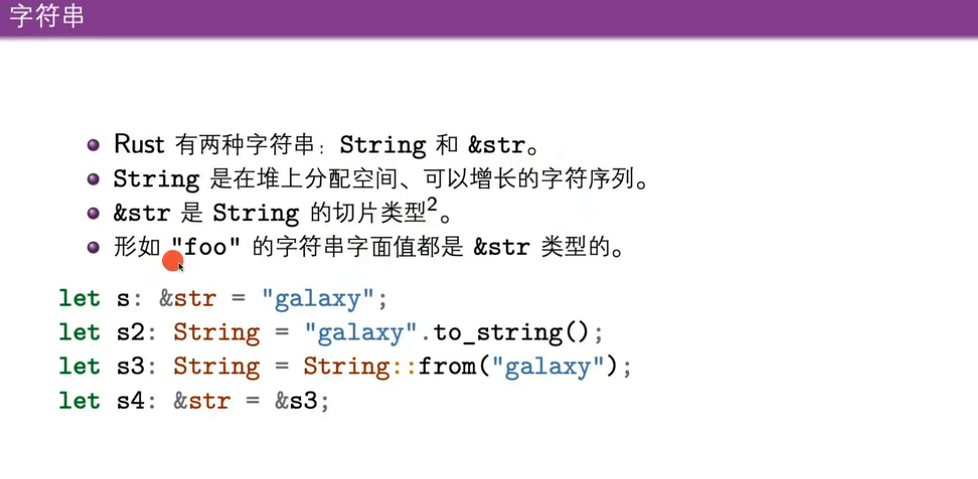 字符串
Rust 有两种字符串：String 和 &str。
String 是在堆上分配空间、可以增长的字符序列。
&str 是 String 的切片类型2。
形如 "foo" 的字符串字面值都是 &str 类型的。
let s: &str = "galaxy";
let s2: String = "galaxy".to_string();
let s3: String = String::from("galaxy");
let s4: &str = &s3;